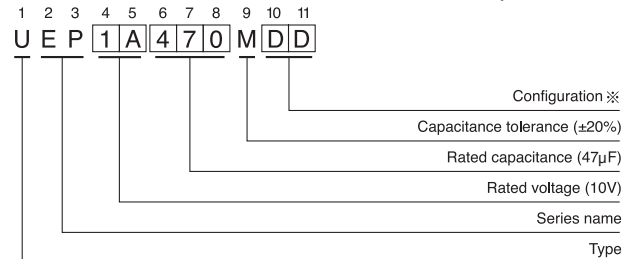 1 2 3 4 5 6 7 8 9 10 11
U E P 1 A 4 7 0 M D D
Configuration ※
Capacitance tolerance (±20%)
Rated capacitance (47µF)
Rated voltage (10V)
Series name
Type